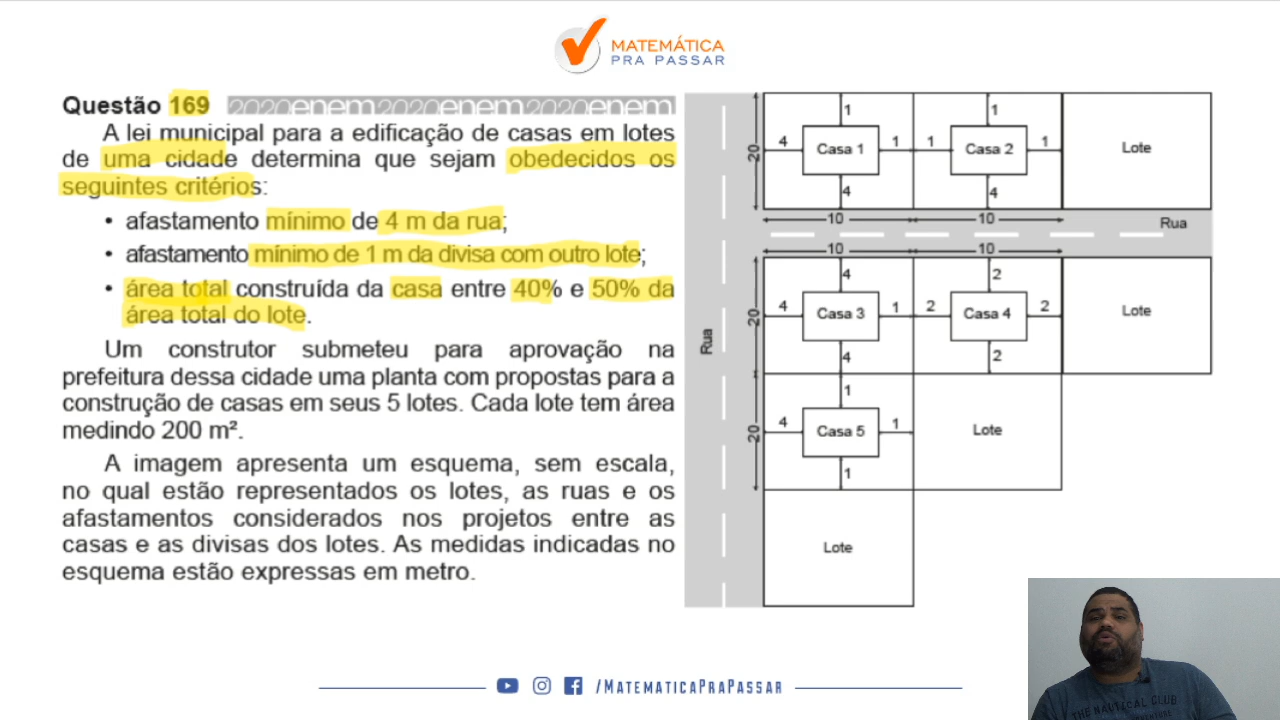 MATEMÁTICA
PRA PASSAR
Questão 169 2020enem2020enem2020enem
A lei municipal para a edificação de casas em lotes
de uma cidade determina que sejam obedecidos os
seguintes critérios:
• afastamento mínimo de 4 m da rua;
• afastamento mínimo de 1 m da divisa com outro lote;
• área total construída da casa entre 40% e 50% da
área total do lote.
Um construtor submeteu para aprovação na
prefeitura dessa cidade uma planta com propostas para a
construção de casas em seus 5 lotes. Cada lote tem área
medindo 200 m².
A imagem apresenta um esquema, sem escala,
no qual estão representados os lotes, as ruas e os
afastamentos considerados nos projetos entre as
casas e as divisas dos lotes. As medidas indicadas no
esquema estão expressas em metro.
1 1
20 4 Casa 1 1 1 Casa 2 1 Lote
4 4
10 10 Rua
10 10
4 2
20 4 Casa 3 1 2 Casa 4 2 Lote
Rua
4 2
1
20 4 Casa 5 1 Lote
1
Lote
/MATEMATICAPRAPASSAR
THE NAUTICAL CLUB